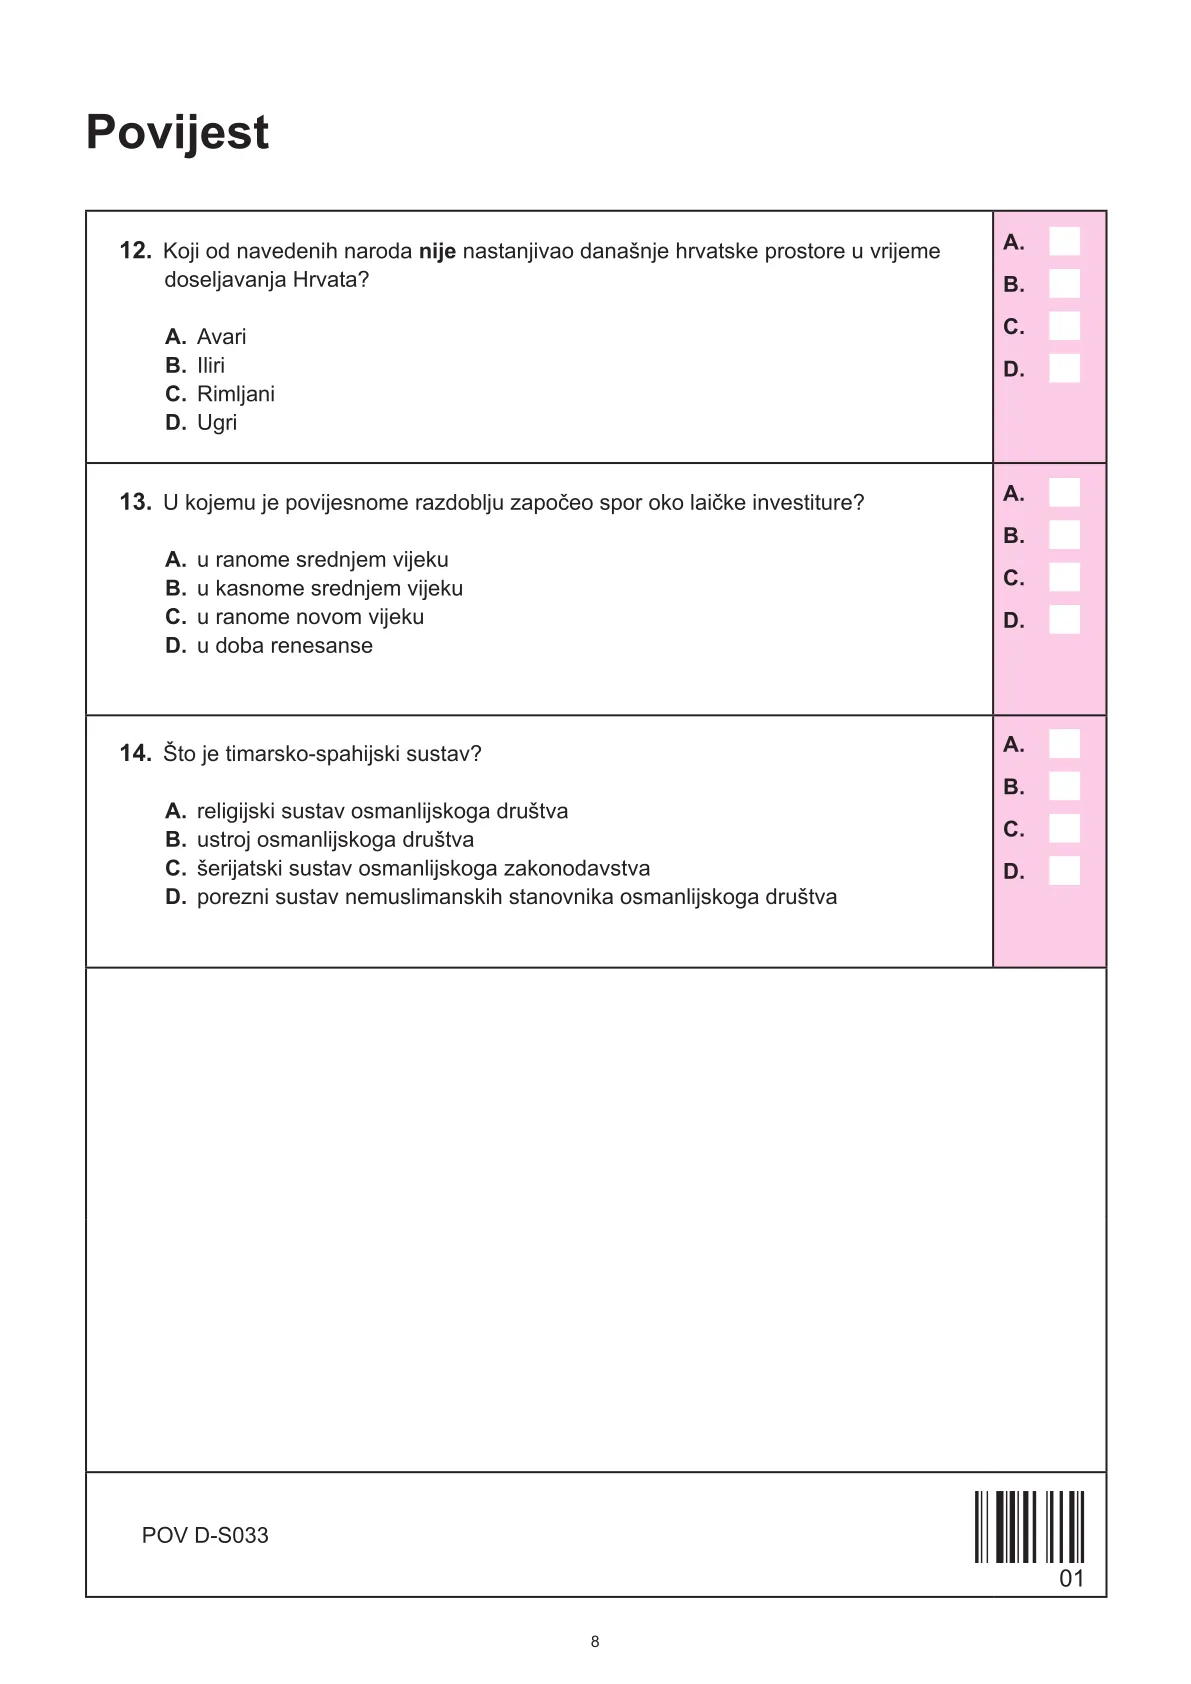 Povijest
12. Koji od navedenih naroda nije nastanjivao današnje hrvatske prostore u vrijeme
doseljavanja Hrvata?
A. Avari
B. Iliri
C. Rimljani
D. Ugri
A.
B.
C.
D.
13. U kojemu je povijesnome razdoblju započeo spor oko laičke investiture?
A. u ranome srednjem vijeku
B. u kasnome srednjem vijeku
C. u ranome novom vijeku
D. u doba renesanse
A.
B.
C.
D.
14. Što je timarsko-spahijski sustav?
A. religijski sustav osmanlijskoga društva
B. ustroj osmanlijskoga društva
C. šerijatski sustav osmanlijskoga zakonodavstva
D. porezni sustav nemuslimanskih stanovnika osmanlijskoga društva
A.
B.
C.
D.
POV D-S033
01
8